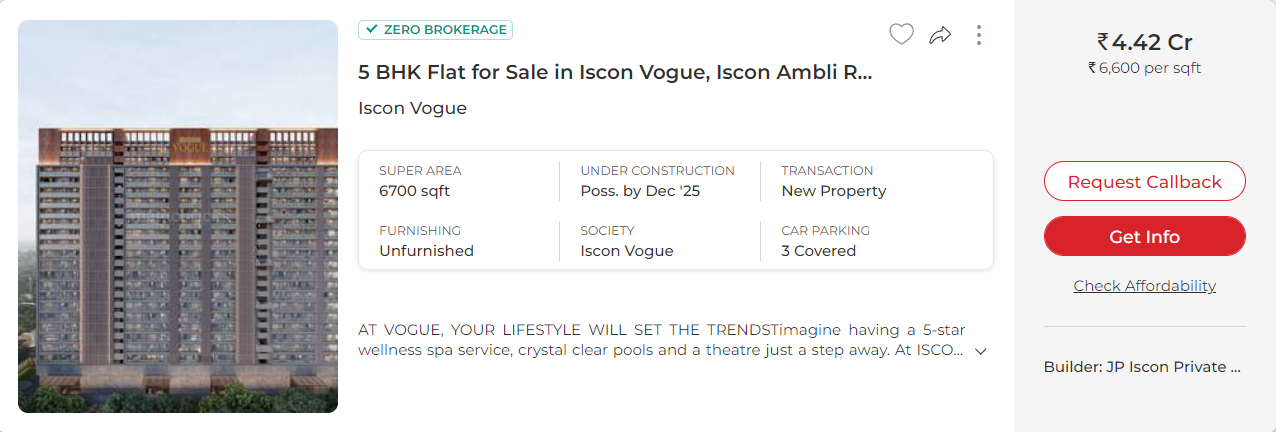 VOGUE
ZERO BROKERAGE
5 BHK Flat for Sale in Iscon Vogue, Iscon Ambli R...
Iscon Vogue
SUPER AREA
6700 sqft
UNDER CONSTRUCTION
Poss. by Dec '25
TRANSACTION
New Property
FURNISHING
Unfurnished
SOCIETY
Iscon Vogue
CAR PARKING
3 Covered
AT VOGUE, YOUR LIFESTYLE WILL SET THE TRENDSTimagine having a 5-star
wellness spa service, crystal clear pools and a theatre just a step away. At ISCO...
₹4.42 Cr
₹6,600 per sqft
Request Callback
Get Info
Check Affordability
Builder: JP Iscon Private ...